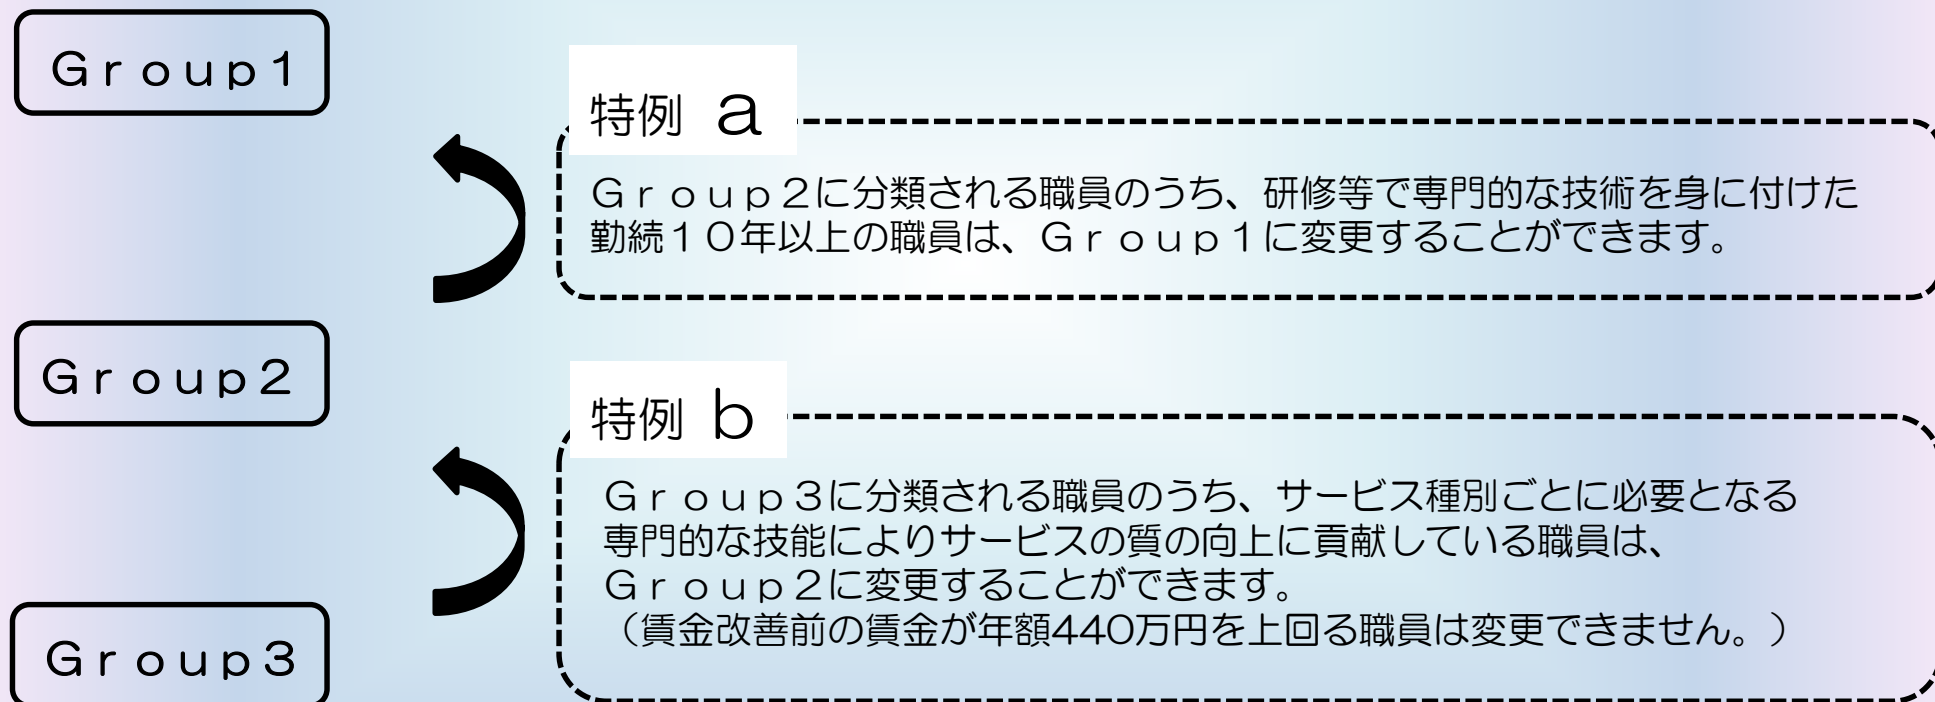 Group1
特例 a
Group2に分類される職員のうち、研修等で専門的な技術を身に付けた
勤続10年以上の職員は、Group1に変更することができます。
Group2
特例 b
Group3に分類される職員のうち、サービス種別ごとに必要となる
専門的な技能によりサービスの質の向上に貢献している職員は、
Group2に変更することができます。
(賃金改善前の賃金が年額440万円を上回る職員は変更できません。)
Group3